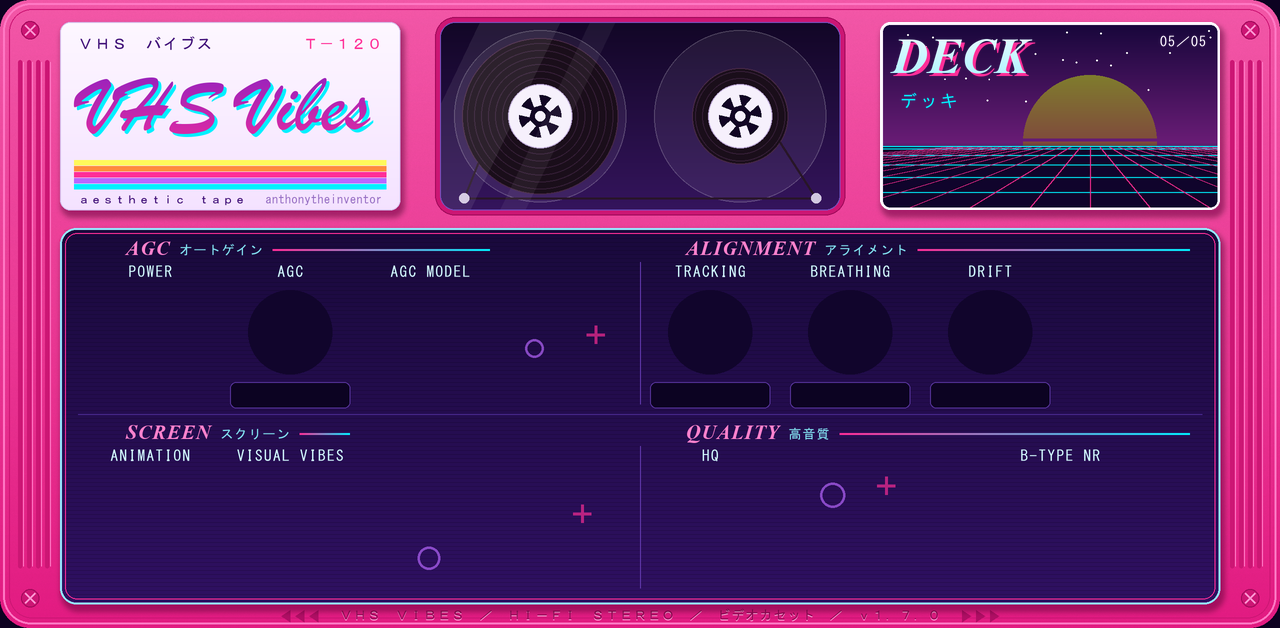 VHS バイブス
T-120
VHS Vibes
aesthetic tape
anthonytheinventor
DECK
05/05
デッキ
AGC オートゲイン
POWER AGC AGC MODEL
ALIGNMENT アライメント
TRACKING BREATHING DRIFT
SCREEN スクリーン
ANIMATION VISUAL VIBES
QUALITY 高音質
HQ B-TYPE NR
VHS VIBES / HI-FI STEREO / ビデオカセット / v1.7.0